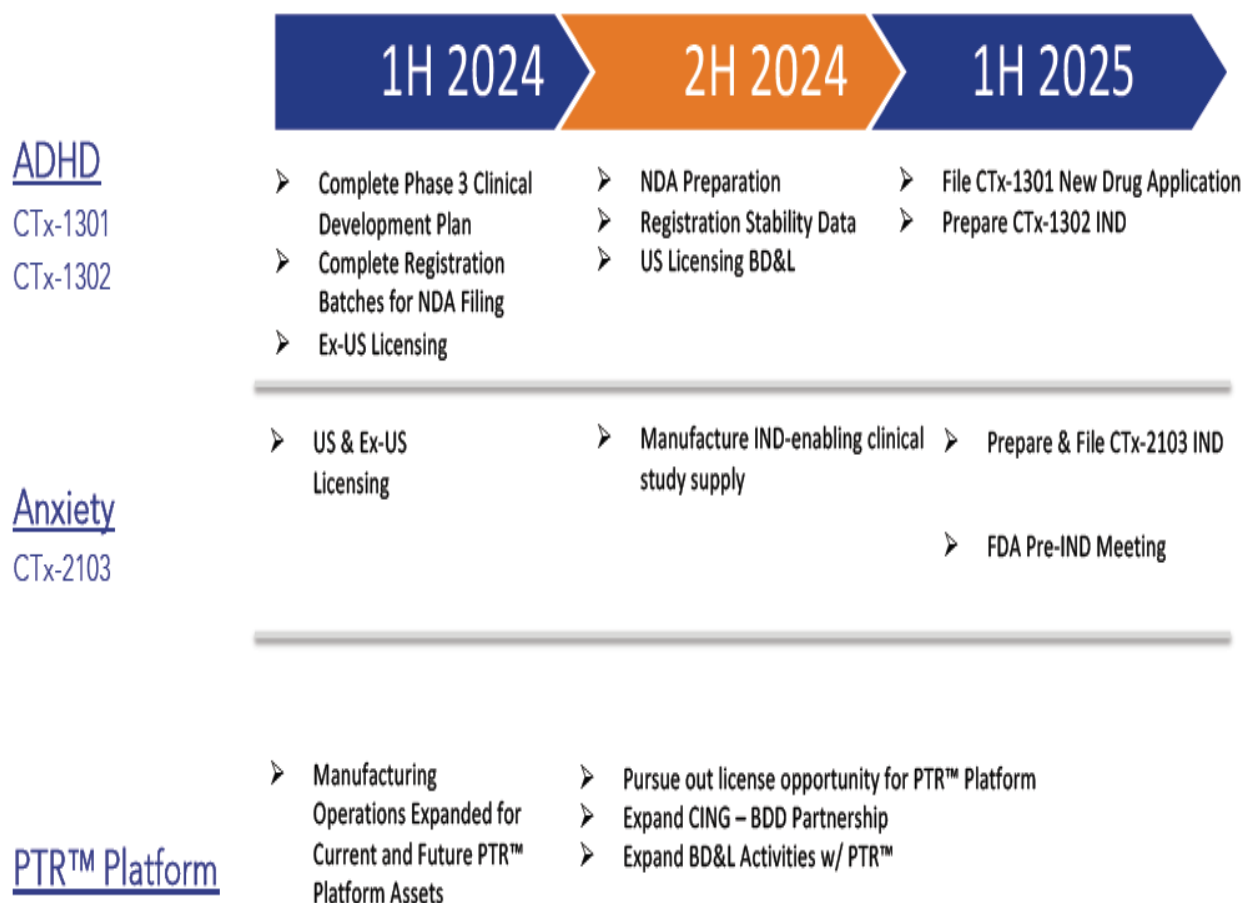 1H 2024
2H 2024
1H 2025
ADHD
CTx-1301
CTx-1302
➢ Complete Phase 3 Clinical
Development Plan
➢ Complete Registration
Batches for NDA Filing
➢ Ex-US Licensing
➢ NDA Preparation
➢ Registration Stability Data
➢ US Licensing BD&L
➢ File CTx-1301 New Drug Application
➢ Prepare CTx-1302 IND
Anxiety
CTx-2103
➢ US & Ex-US
Licensing
➢ Manufacture IND-enabling clinical
study supply
➢ Prepare & File CTx-2103 IND
➢ FDA Pre-IND Meeting
PTR™ Platform
➢ Manufacturing
Operations Expanded for
Current and Future PTR™
Platform Assets
➢ Pursue out license opportunity for PTR™ Platform
➢ Expand CING – BDD Partnership
➢ Expand BD&L Activities w/ PTR™